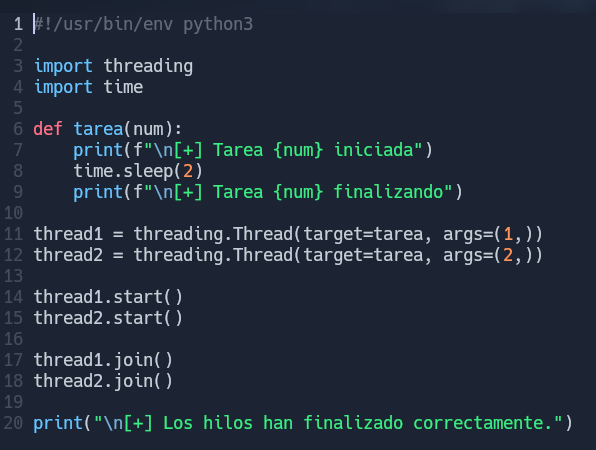 1 #!/usr/bin/env python3
2
3 import threading
4 import time
5
6 def tarea(num):
7     print(f"\n[+] Tarea {num} iniciada")
8     time.sleep(2)
9     print(f"\n[+] Tarea {num} finalizando")
10
11 thread1 = threading.Thread(target=tarea, args=(1,))
12 thread2 = threading.Thread(target=tarea, args=(2,))
13
14 thread1.start()
15 thread2.start()
16
17 thread1.join()
18 thread2.join()
19
20 print("\n[+] Los hilos han finalizado correctamente.")